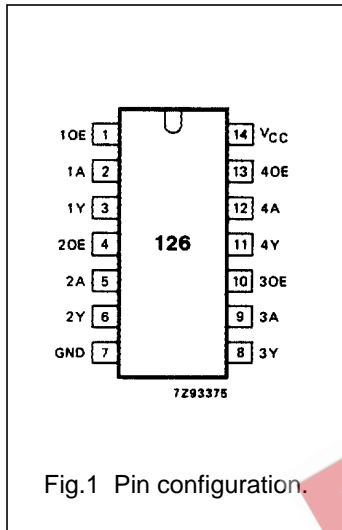 1OE 1 14 VCC
1A 2 13 4OE
1Y 3 12 4A
2OE 4 126 11 4Y
2A 5 10 3OE
2Y 6 9 3A
GND 7 8 3Y
7Z93375
Fig.1 Pin configuration.